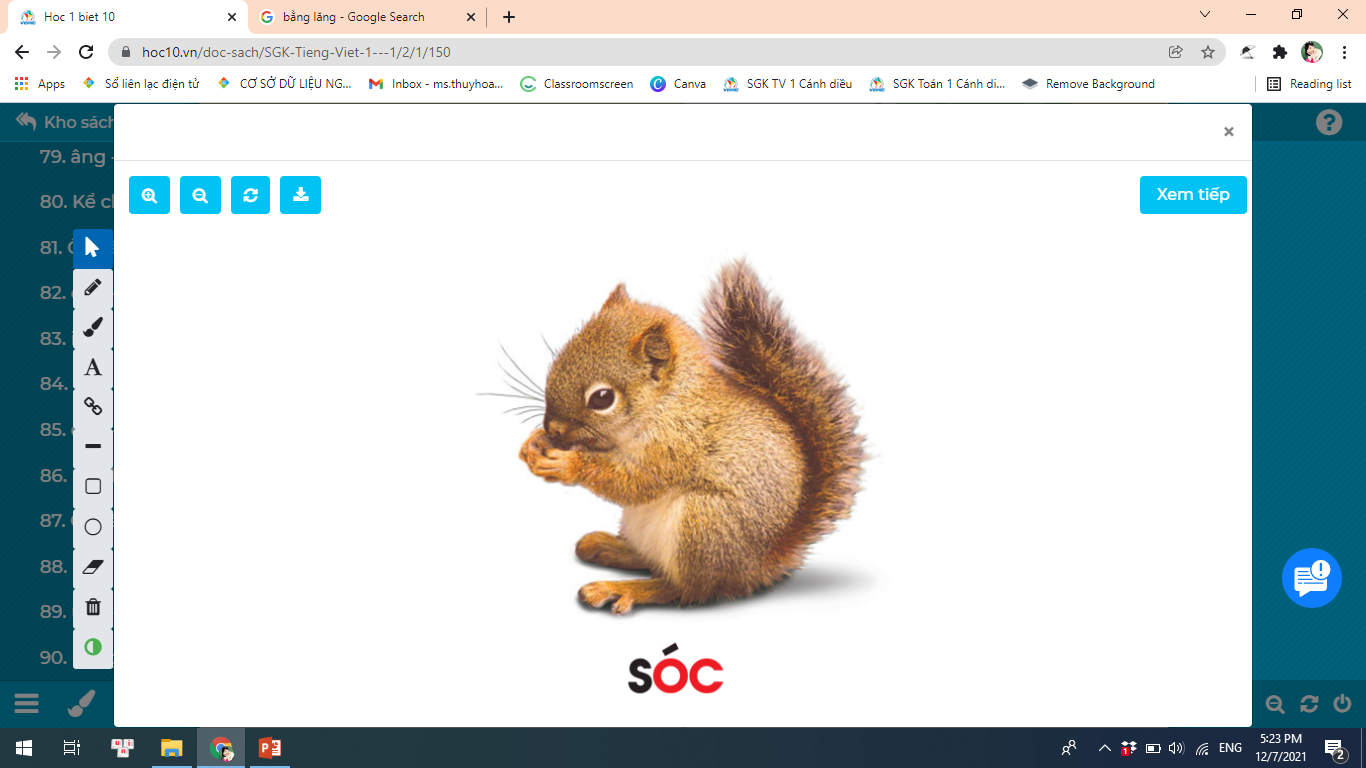 Hoc 1 biet 10
bằng lăng - Google Search
hoc10.vn/doc-sach/SGK-Tieng-Viet-1---1/2/1/150
Apps Sổ liên lạc điện tử CƠ SỞ DỮ LIỆU NG... Inbox - ms.thuyhoa... Classroomscreen Canva SGK TV 1 Cánh diều SGK Toán 1 Cánh di... Remove Background Reading list
Kho sách
79. âng
80. Kể
81.
82.
83.
84.
85.
86.
87.
88.
89.
90.
A
Xem tiếp
sóc
ENG
5:23 PM
12/7/2021
1
2